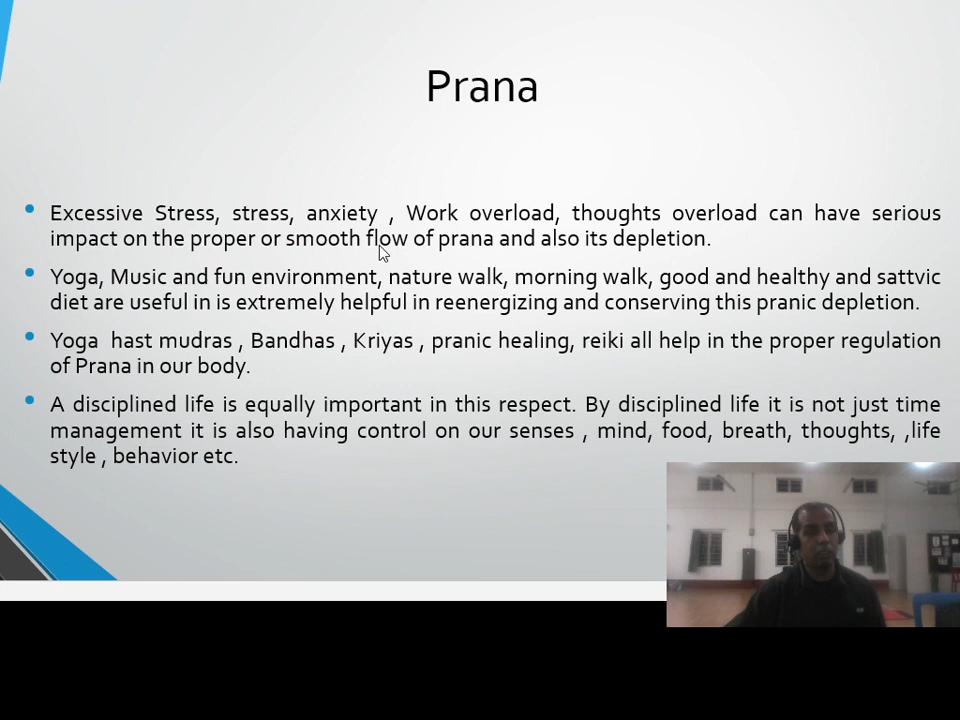 Prana
• Excessive Stress, stress, anxiety , Work overload, thoughts overload can have serious
impact on the proper or smooth flow of prana and also its depletion.
• Yoga, Music and fun environment, nature walk, morning walk, good and healthy and sattvic
diet are useful in is extremely helpful in reenergizing and conserving this pranic depletion.
• Yoga hast mudras , Bandhas , Kriyas , pranic healing, reiki all help in the proper regulation
of Prana in our body.
• A disciplined life is equally important in this respect. By disciplined life it is not just time
management it is also having control on our senses , mind, food, breath, thoughts, ,life
style , behavior etc.